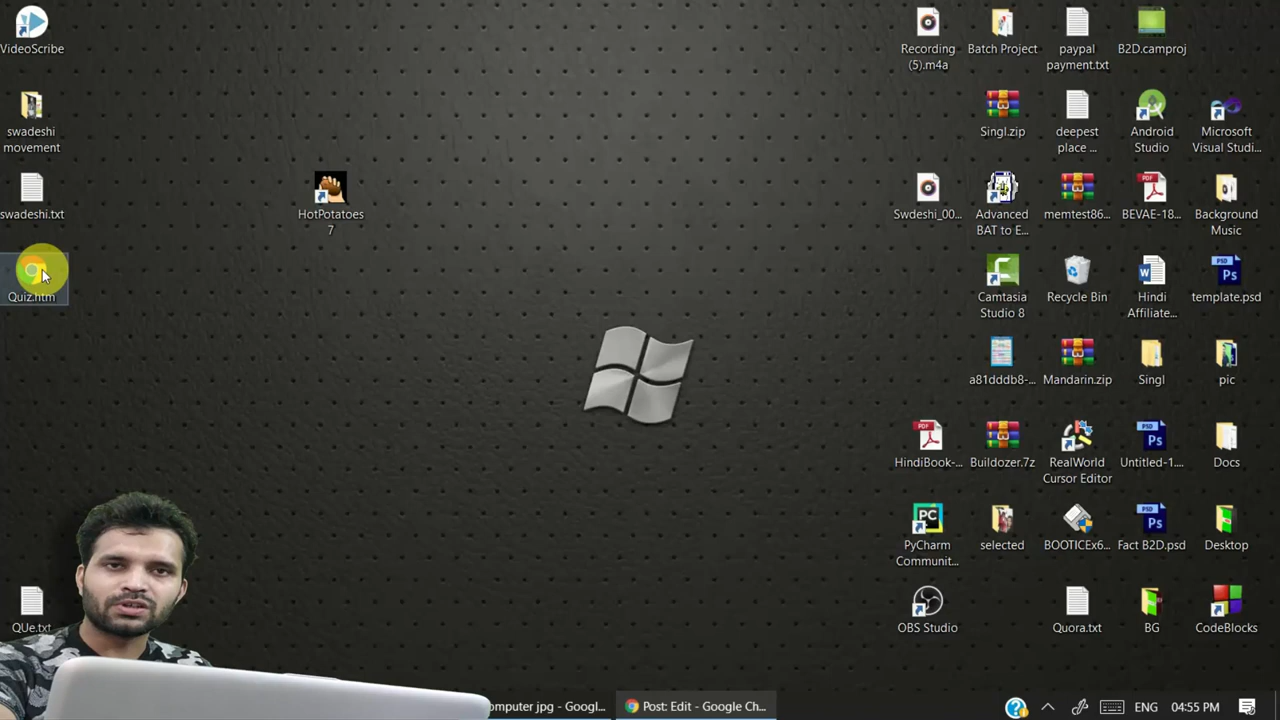 VideoScribe
swadeshi
movement
swadeshi.txt
Quiz.htm
QUe.txt
HotPotatoes
7
Recording
(5).m4a
Batch Project
paypal
payment.txt
B2D.camproj
Singl.zip
deepest
place ...
Android
Studio
Microsoft
Visual Studi...
Swdeshi_00...
Advanced
BAT to E...
memtest86...
BEVAE-18...
Background
Music
Camtasia
Studio 8
Recycle Bin
Hindi
Affiliate...
template.psd
a81dddb8-...
Mandarin.zip
Singl
pic
HindiBook-...
Buildozer.7z
RealWorld
Cursor Editor
Untitled-1....
Docs
PyCharm
Communit...
selected
BOOTICEx6...
Fact B2D.psd
Desktop
OBS Studio
Quora.txt
BG
CodeBlocks
omputer jpg - Googl...
Post: Edit - Google Ch...
ENG
04:55 PM